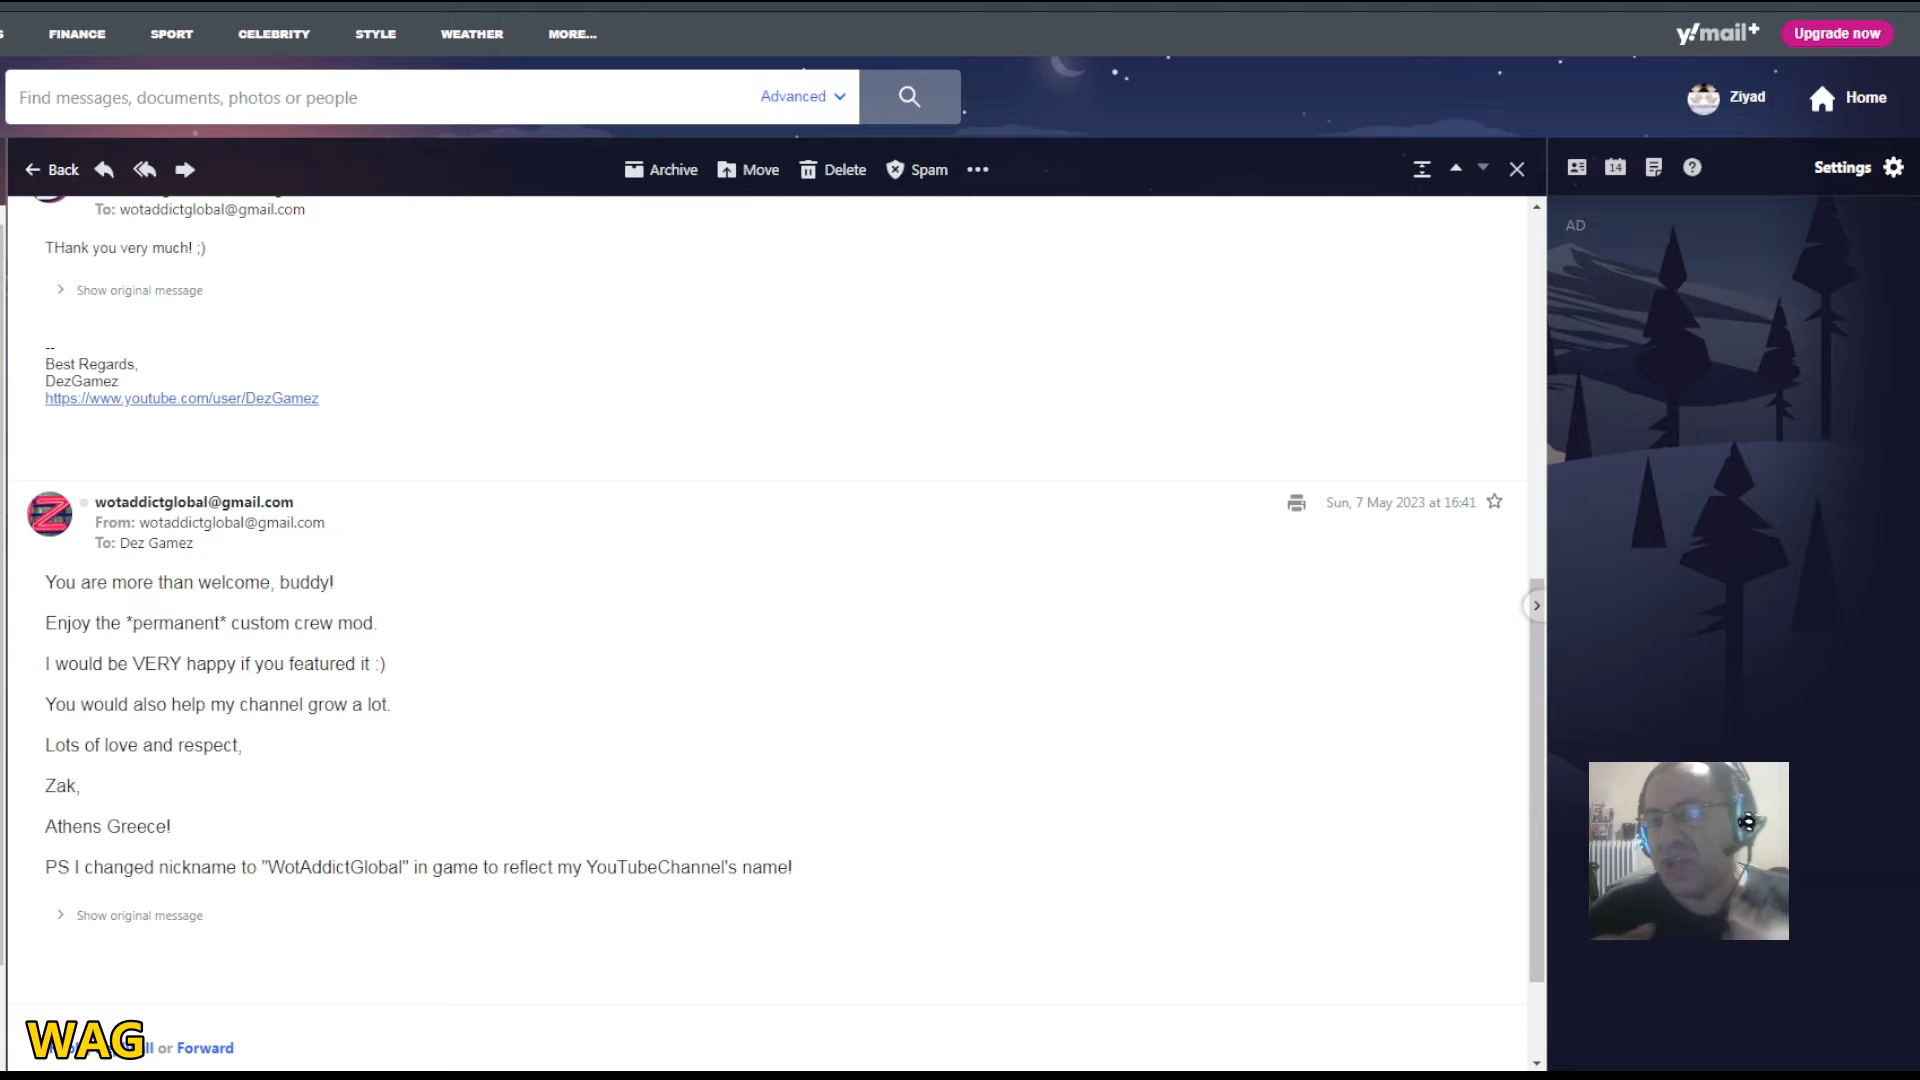 S FINANCE SPORT CELEBRITY STYLE WEATHER MORE... y!mail+ Upgrade now
Find messages, documents, photos or people Advanced Ziyad Home
Back Archive Move Delete Spam ••• 14 ? Settings
AD
To: wotaddictglobal@gmail.com
THank you very much! ;)
Show original message
--
Best Regards,
DezGamez
https://www.youtube.com/user/DezGamez
wotaddictglobal@gmail.com Sun, 7 May 2023 at 16:41
From: wotaddictglobal@gmail.com
To: Dez Gamez
You are more than welcome, buddy!
Enjoy the *permanent* custom crew mod.
I would be VERY happy if you featured it :)
You would also help my channel grow a lot.
Lots of love and respect,
Zak,
Athens Greece!
PS I changed nickname to "WotAddictGlobal" in game to reflect my YouTubeChannel's name!
Show original message
WAG
or Forward